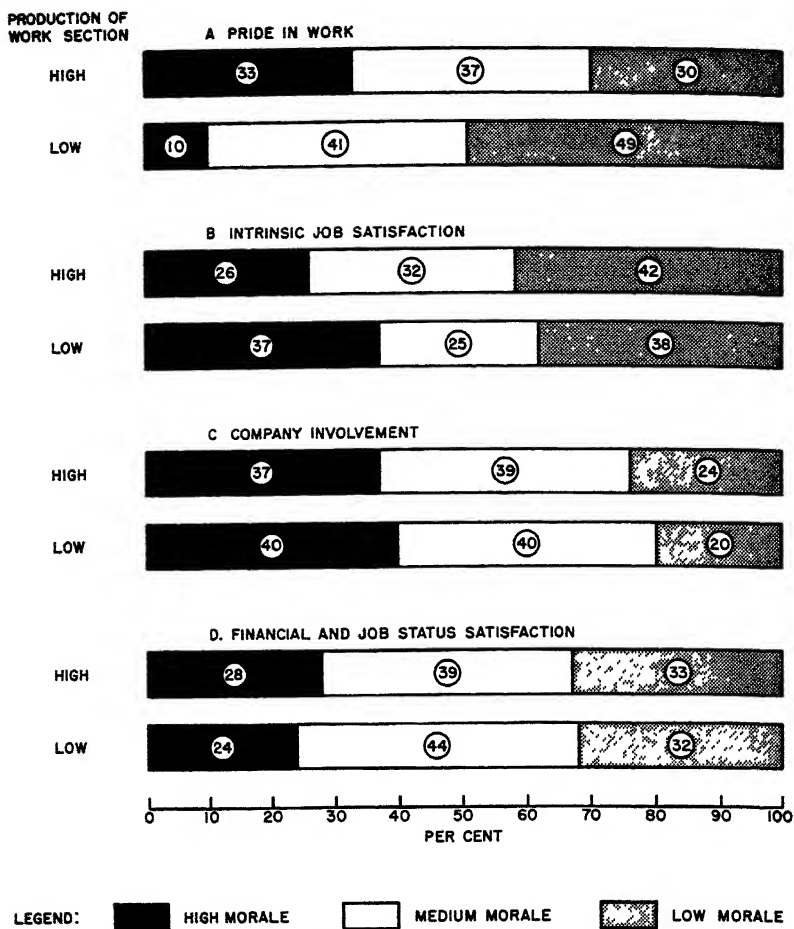 PRODUCTION OF
WORK SECTION
A PRIDE IN WORK
HIGH 33 37 30
LOW 10 41 49
B INTRINSIC JOB SATISFACTION
HIGH 26 32 42
LOW 37 25 38
C COMPANY INVOLVEMENT
HIGH 37 39 24
LOW 40 40 20
D. FINANCIAL AND JOB STATUS SATISFACTION
HIGH 28 39 33
LOW 24 44 32
0 10 20 30 40 50 60 70 80 90 100
PER CENT
LEGEND: HIGH MORALE MEDIUM MORALE LOW MORALE